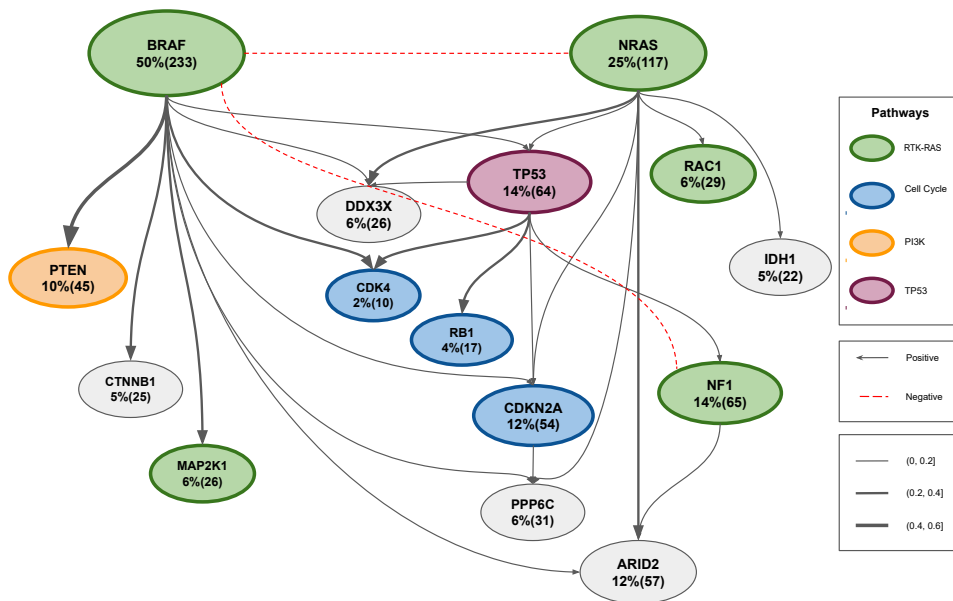 BRAF
50%(233)
NRAS
25%(117)
Pathways
RTK-RAS
Cell Cycle
PI3K
TP53
TP53
14%(64)
RAC1
6%(29)
DDX3X
6%(26)
IDH1
5%(22)
PTEN
10%(45)
CDK4
2%(10)
RB1
4%(17)
CTNNB1
5%(25)
NF1
14%(65)
CDKN2A
12%(54)
Positive
Negative
MAP2K1
6%(26)
PPP6C
6%(31)
(0, 0.2]
(0.2, 0.4]
(0.4, 0.6]
ARID2
12%(57)